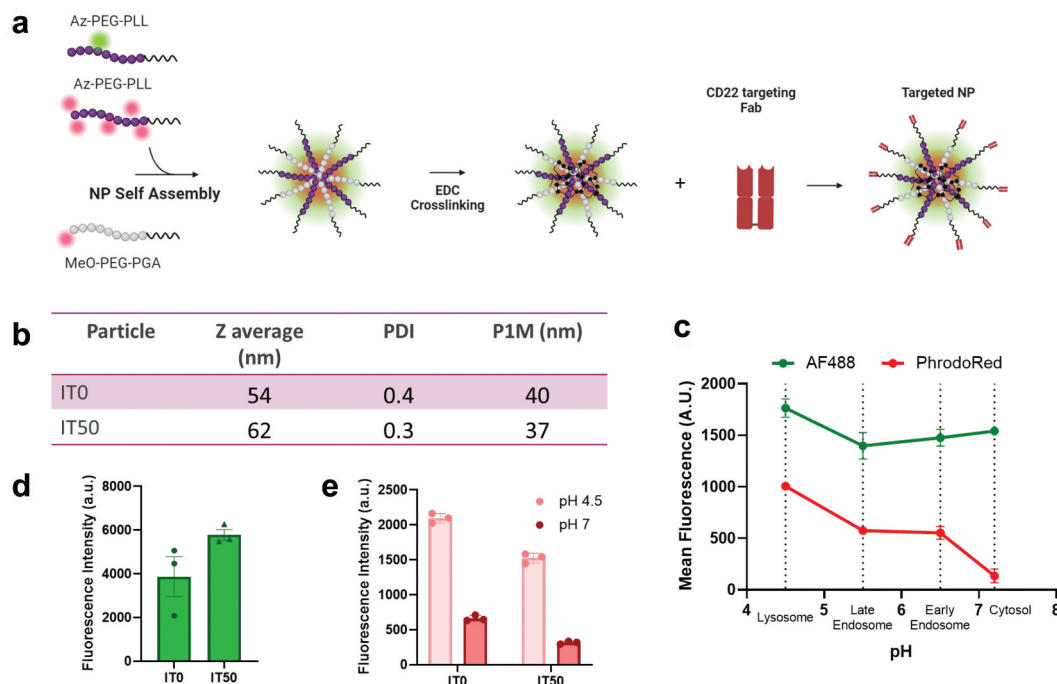 a
Az-PEG-PLL
Az-PEG-PLL
NP Self Assembly
MeO-PEG-PGA
EDC
Crosslinking
+
CD22 targeting
Fab
Targeted NP
b
Particle Z average (nm) PDI P1M (nm)
IT0 54 0.4 40
IT50 62 0.3 37
c
AF488 PhrodoRed
Mean Fluorescence (A.U.)
2000
1500
1000
500
0
4 5 6 7 8
Lysosome
Late
Endosome
Early
Endosome
Cytosol
pH
d
Fluorescence Intensity (a.u.)
8000
6000
4000
2000
0
IT0 IT50
e
Fluorescence Intensity (a.u.)
2500
2000
1500
1000
500
0
pH 4.5
pH 7
IT0 IT50